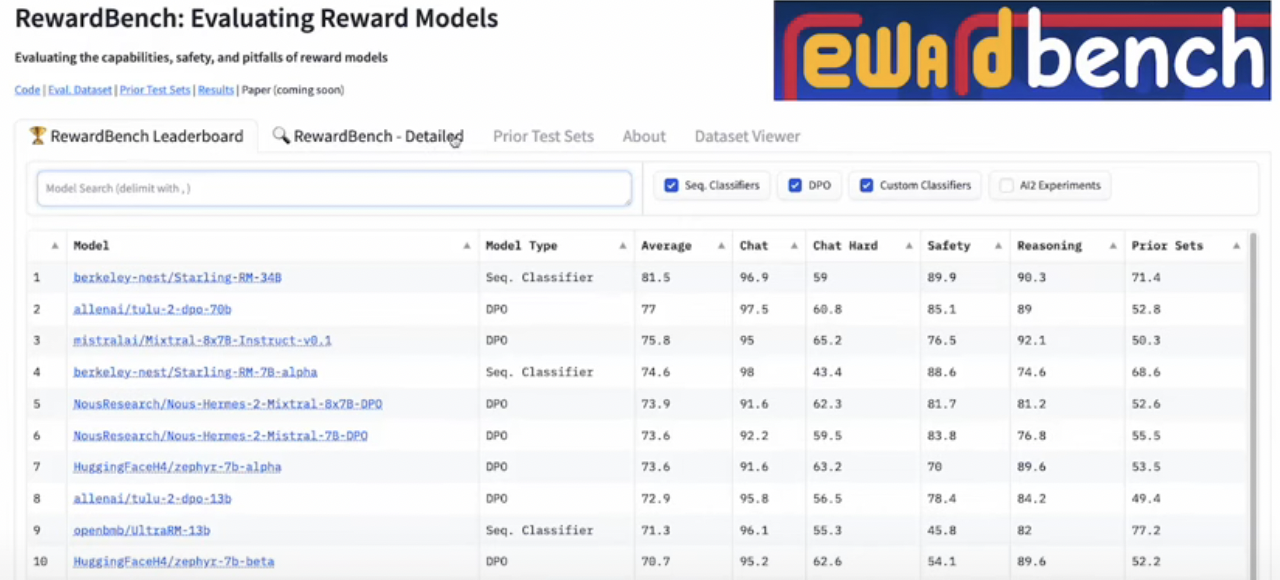 RewardBench: Evaluating Reward Models
rewardbench
Evaluating the capabilities, safety, and pitfalls of reward models
Code | Eval. Dataset | Prior Test Sets | Results | Paper (coming soon)
🏆 RewardBench Leaderboard 🔍 RewardBench - Detailed Prior Test Sets About Dataset Viewer
Model Search (delimit with , ) Seq. Classifiers DPO Custom Classifiers AI2 Experiments
Model Model Type Average Chat Chat Hard Safety Reasoning Prior Sets
1 berkeley-nest/Starling-RM-34B Seq. Classifier 81.5 96.9 59 89.9 90.3 71.4
2 allenai/tulu-2-dpo-70b DPO 77 97.5 60.8 85.1 89 52.8
3 mistralai/Mixtral-8x7B-Instruct-v0.1 DPO 75.8 95 65.2 76.5 92.1 50.3
4 berkeley-nest/Starling-RM-7B-alpha Seq. Classifier 74.6 98 43.4 88.6 74.6 68.6
5 NousResearch/Nous-Hermes-2-Mixtral-8x7B-DPO DPO 73.9 91.6 62.3 81.7 81.2 52.6
6 NousResearch/Nous-Hermes-2-Mistral-7B-DPO DPO 73.6 92.2 59.5 83.8 76.8 55.5
7 HuggingFaceH4/zephyr-7b-alpha DPO 73.6 91.6 63.2 70 89.6 53.5
8 allenai/tulu-2-dpo-13b DPO 72.9 95.8 56.5 78.4 84.2 49.4
9 openbmb/UltraRM-13b Seq. Classifier 71.3 96.1 55.3 45.8 82 77.2
10 HuggingFaceH4/zephyr-7b-beta DPO 70.7 95.2 62.6 54.1 89.6 52.2